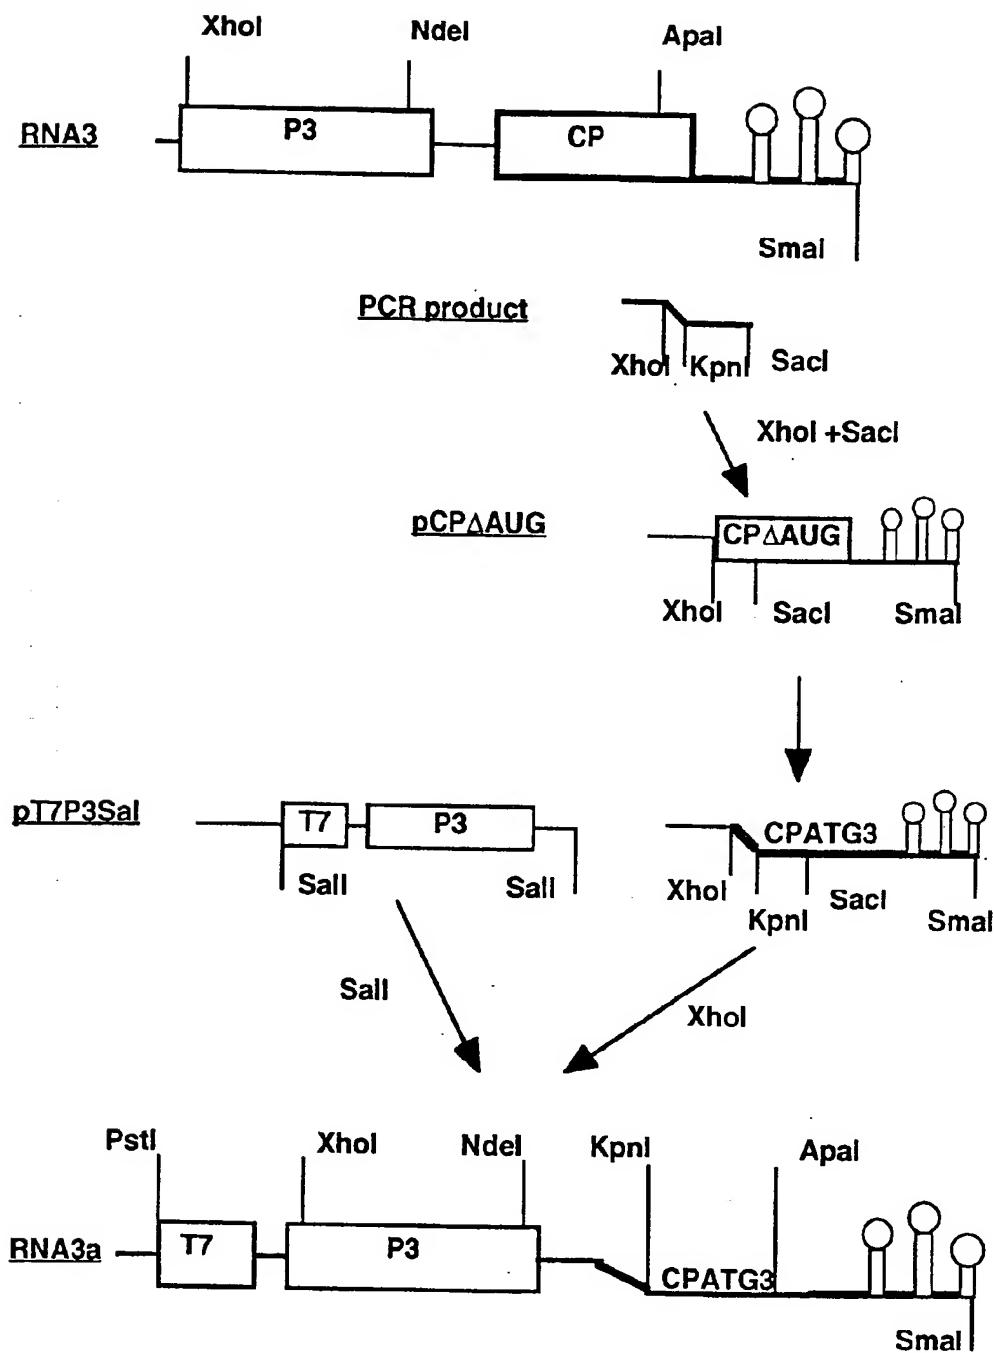 XhoI NdeI ApaI
RNA3 P3 CP
SmaI
PCR product
XhoI KpnI SacI
XhoI +SacI
pCPΔAUG CPΔAUG
XhoI SacI SmaI
pT7P3Sal T7 P3 CPATG3
SalI SalI XhoI SacI
KpnI SmaI
SalI XhoI
PstI XhoI NdeI KpnI ApaI
RNA3a T7 P3 CPATG3
SmaI